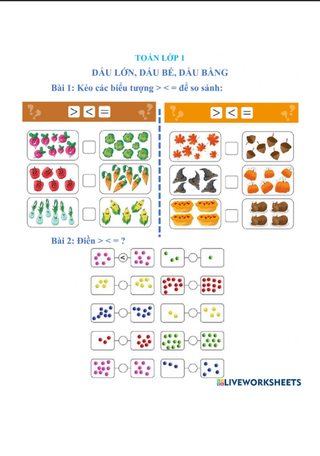 TOÁN LỚP 1
DẤU LỚN, DẤU BÉ, DẤU BẰNG
Bài 1: Kéo các biểu tượng > < = để so sánh:
> < = > < =
Bài 2: Điền > < = ?
<
LIVEWORKSHEETS